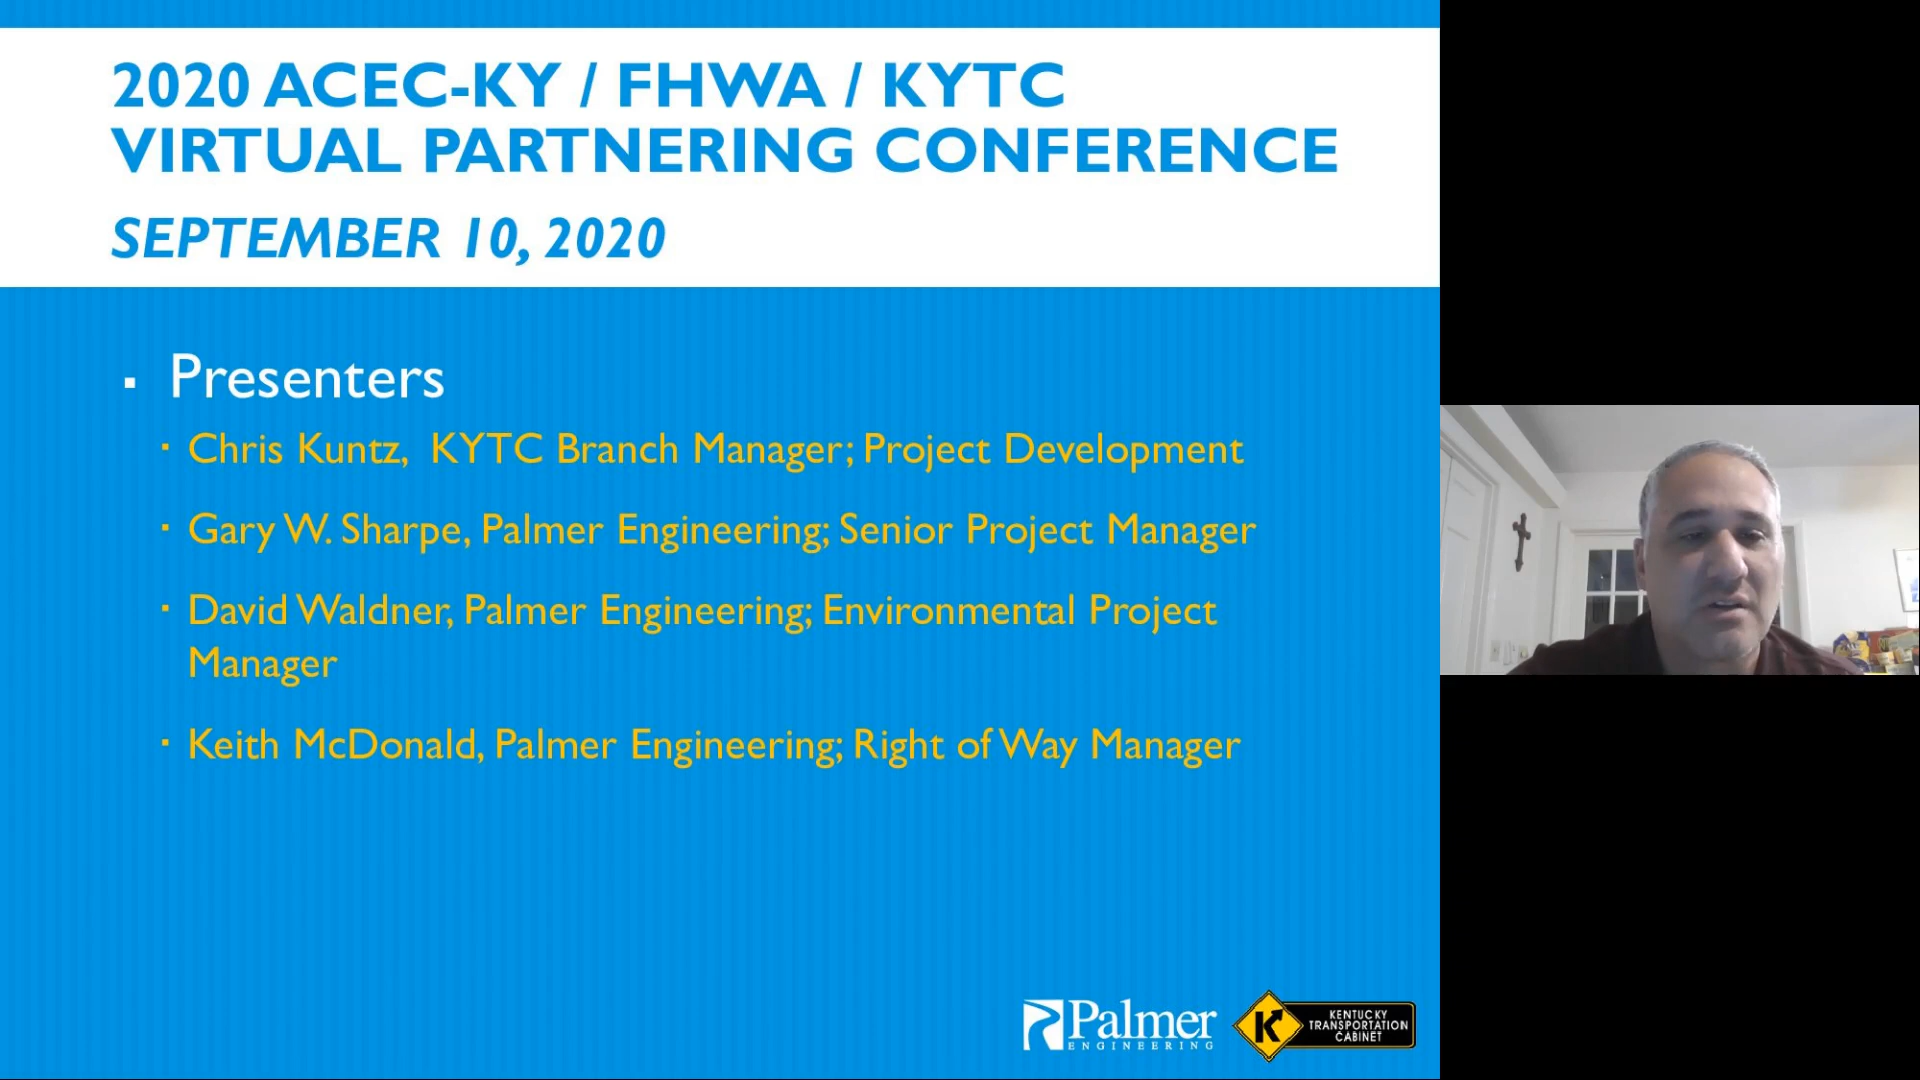 2020 ACEC-KY / FHWA / KYTC
VIRTUAL PARTNERING CONFERENCE
SEPTEMBER 10, 2020
▪ Presenters
▪ Chris Kuntz, KYTC Branch Manager; Project Development
▪ Gary W. Sharpe, Palmer Engineering; Senior Project Manager
▪ David Waldner, Palmer Engineering; Environmental Project
Manager
▪ Keith McDonald, Palmer Engineering; Right of Way Manager
Palmer
ENGINEERING
KENTUCKY
TRANSPORTATION
CABINET